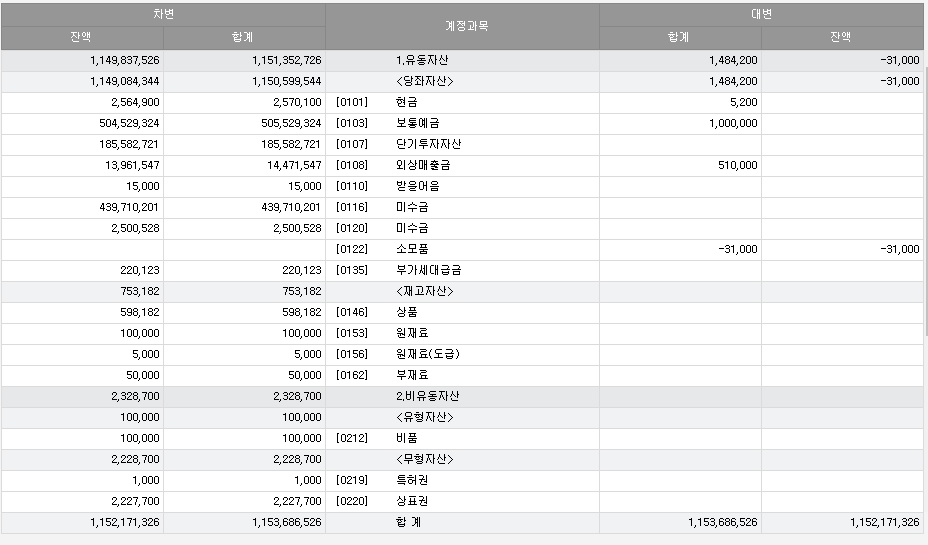 차변 계정과목 대변
잔액 합계 합계 잔액
1,149,837,526 1,151,352,726 1.유동자산 1,484,200 -31,000
1,149,084,344 1,150,599,544 <당좌자산> 1,484,200 -31,000
2,564,900 2,570,100 [0101] 현금 5,200
504,529,324 505,529,324 [0103] 보통예금 1,000,000
185,582,721 185,582,721 [0107] 단기투자자산
13,961,547 14,471,547 [0108] 외상매출금 510,000
15,000 15,000 [0110] 받을어음
439,710,201 439,710,201 [0116] 미수금
2,500,528 2,500,528 [0120] 미수금
[0122] 소모품 -31,000 -31,000
220,123 220,123 [0135] 부가세대급금
753,182 753,182 <재고자산>
598,182 598,182 [0146] 상품
100,000 100,000 [0153] 원재료
5,000 5,000 [0156] 원재료(도급)
50,000 50,000 [0162] 부재료
2,328,700 2,328,700 2.비유동자산
100,000 100,000 <유형자산>
100,000 100,000 [0212] 비품
2,228,700 2,228,700 <무형자산>
1,000 1,000 [0219] 특허권
2,227,700 2,227,700 [0220] 상표권
1,152,171,326 1,153,686,526 합 계 1,153,686,526 1,152,171,326